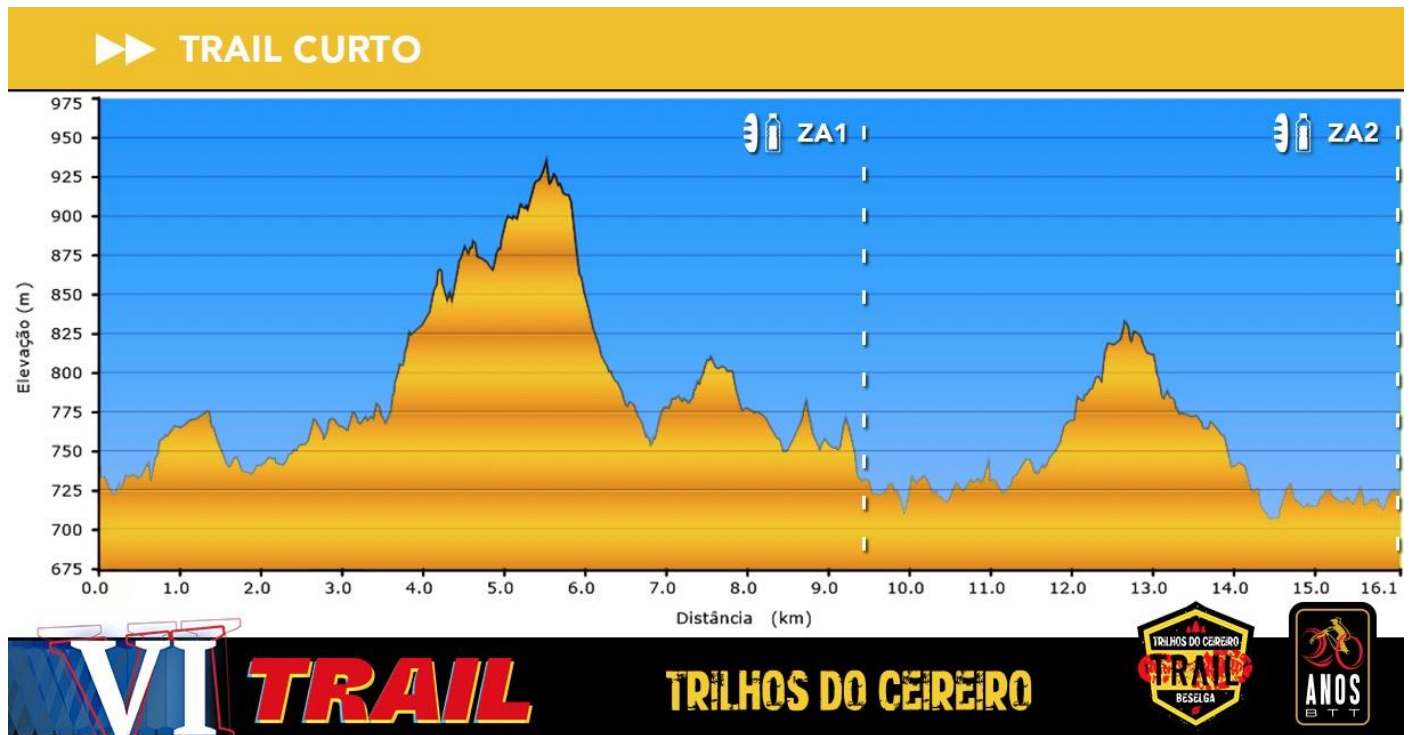 TRAIL CURTO
975
950
925
900
875
850
825
800
775
750
725
700
675
Elevação (m)
ZA1
ZA2
0.0 1.0 2.0 3.0 4.0 5.0 6.0 7.0 8.0 9.0 10.0 11.0 12.0 13.0 14.0 15.0 16.1
Distância (km)
VI TRAIL
TRILHOS DO CEIREIRO
TRILHOS DO CEIREIRO
TRAIL
BESELGA
20
ANOS
BTT